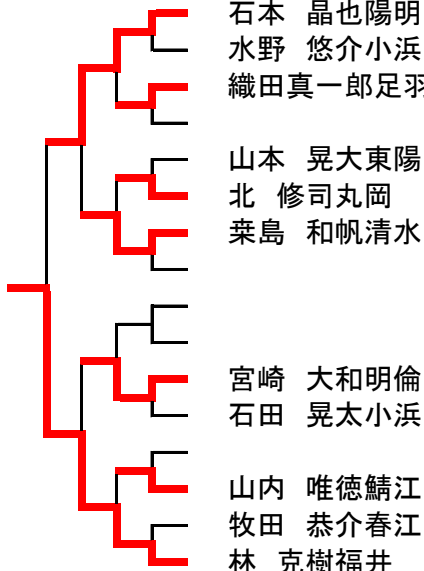 石本 晶也陽明
水野 悠介小浜
織田真一郎足羽
山本 晃大東陽
北 修司丸岡
桒島 和帆清水
宮崎 大和明倫
石田 晃太小浜
山内 唯徳鯖江
牧田 恭介春江
林 克樹福井